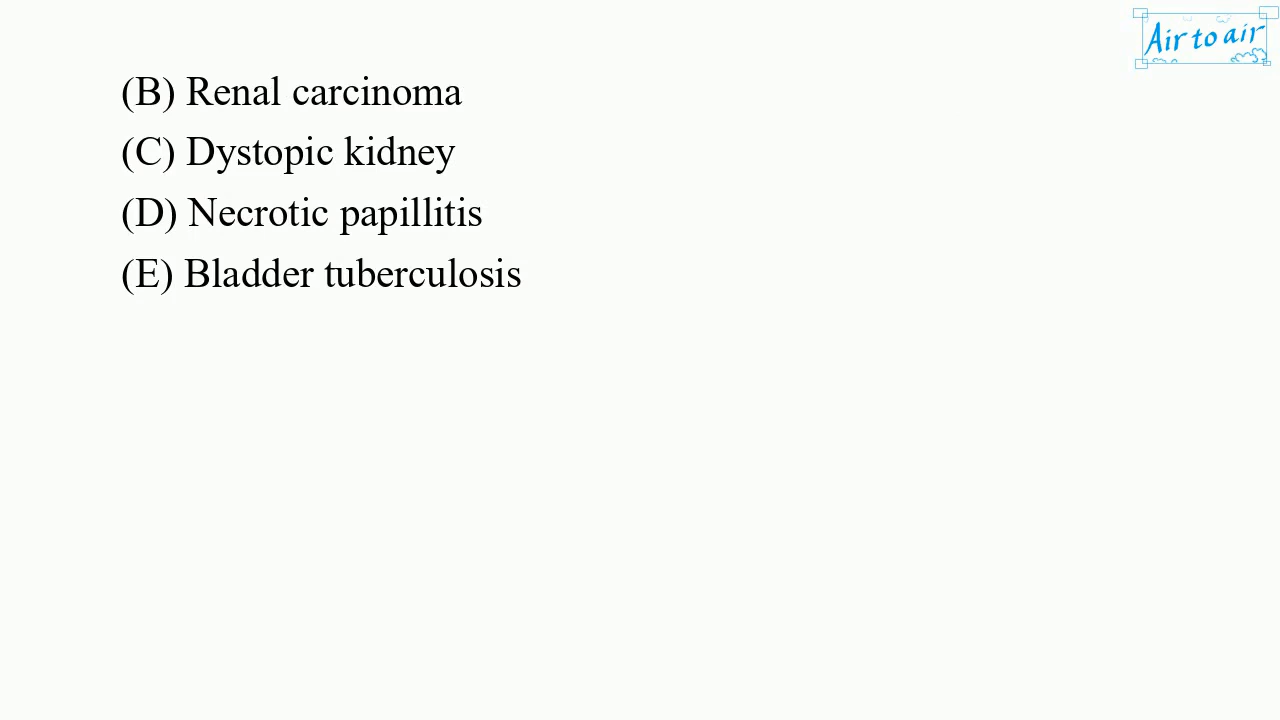 Air to air
(B) Renal carcinoma
(C) Dystopic kidney
(D) Necrotic papillitis
(E) Bladder tuberculosis